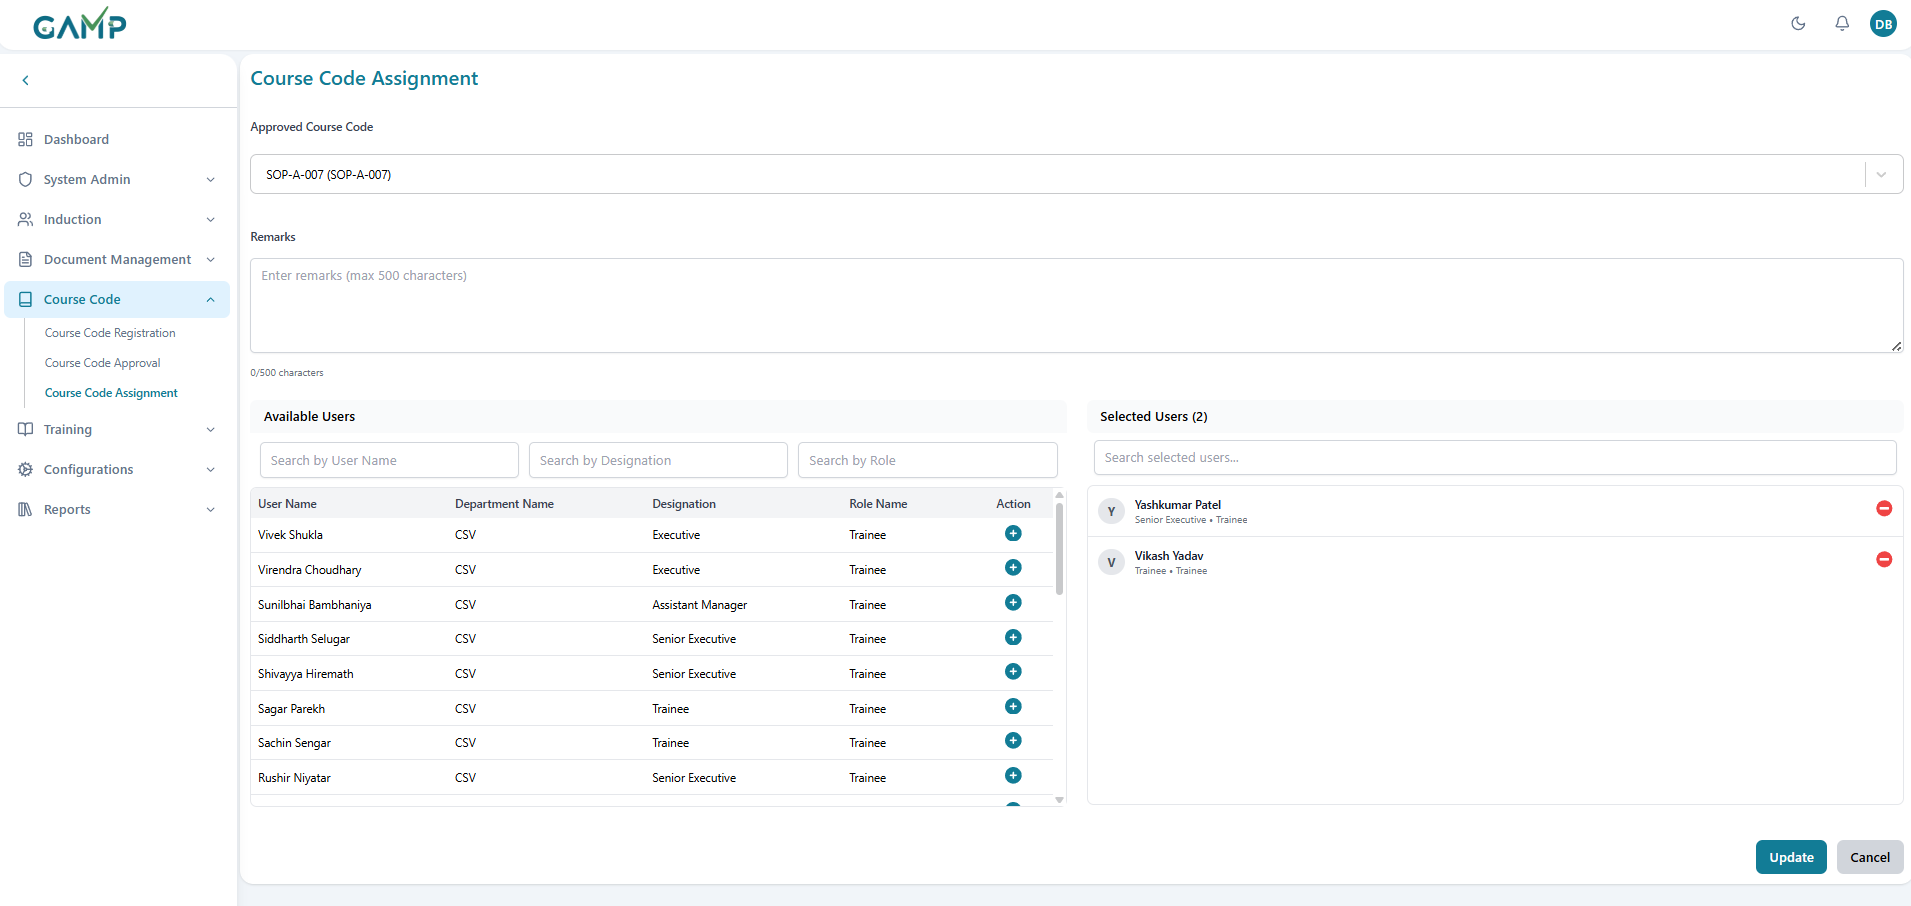 GAMP
DB
Dashboard
System Admin
Induction
Document Management
Course Code
Course Code Registration
Course Code Approval
Course Code Assignment
Training
Configurations
Reports
Course Code Assignment
Approved Course Code
SOP-A-007 (SOP-A-007)
Remarks
Enter remarks (max 500 characters)
0/500 characters
Available Users
Search by User Name Search by Designation Search by Role
User Name Department Name Designation Role Name Action
Vivek Shukla CSV Executive Trainee
Virendra Choudhary CSV Executive Trainee
Sunilbhai Bambhaniya CSV Assistant Manager Trainee
Siddharth Selugar CSV Senior Executive Trainee
Shivayya Hiremath CSV Senior Executive Trainee
Sagar Parekh CSV Trainee Trainee
Sachin Sengar CSV Trainee Trainee
Rushir Niyatar CSV Senior Executive Trainee
Selected Users (2)
Search selected users...
Y
Yashkumar Patel
Senior Executive • Trainee
V
Vikash Yadav
Trainee • Trainee
Update Cancel